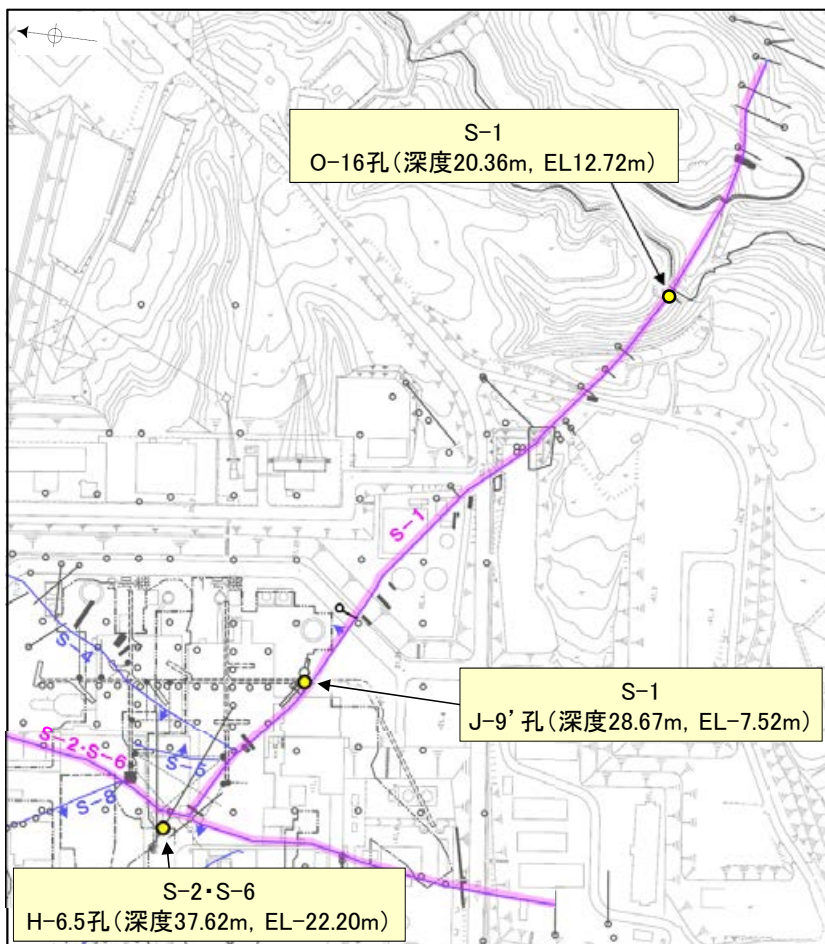 S-1
O-16孔(深度20.36m, EL12.72m)
S-1
S-4
S-1
J-9’孔(深度28.67m, EL-7.52m)
S-2・S-6
S-5
S-8
S-2・S-6
H-6.5孔(深度37.62m, EL-22.20m)